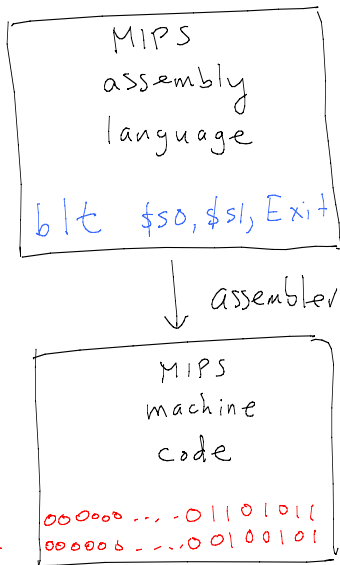 MIPS
assembly
language
blt $s0, $s1, Exit
assembler
MIPS
machine
code
000000 ..... 01101011
000000 ..... 00100101